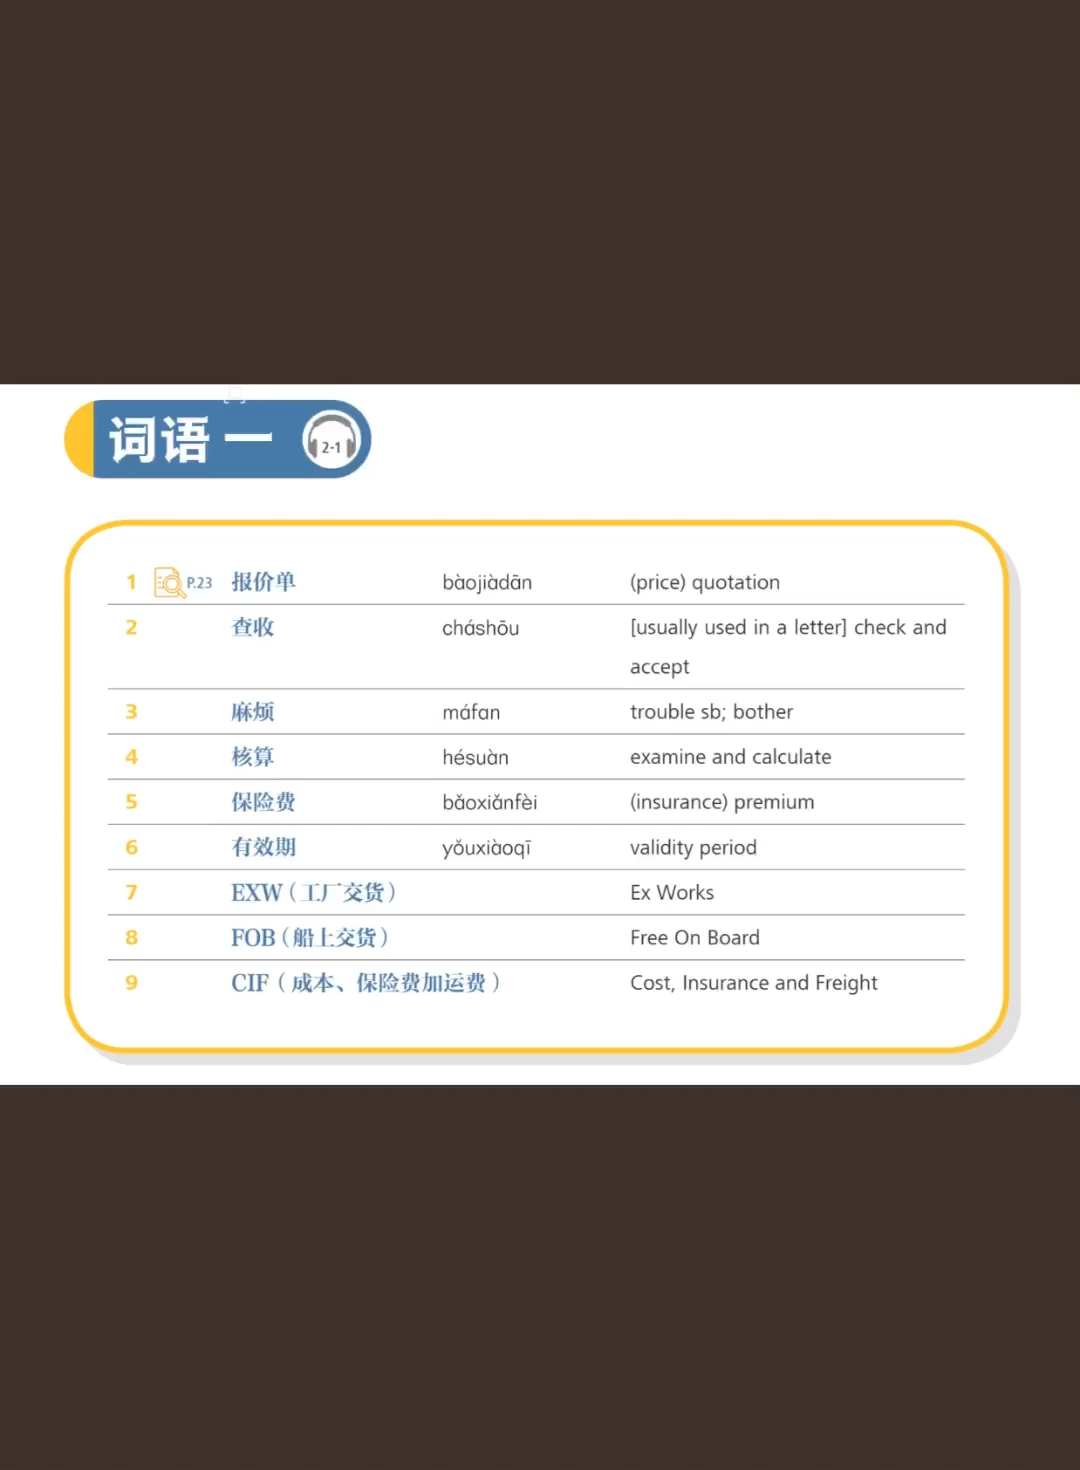 词语一 2-1
1 P.23 报价单 bàojiàdān (price) quotation
2 查收 cháshōu [usually used in a letter] check and
accept
3 麻烦 máfan trouble sb; bother
4 核算 hésuàn examine and calculate
5 保险费 bǎoxiǎnfèi (insurance) premium
6 有效期 yǒuxiàoqī validity period
7 EXW（工厂交货） Ex Works
8 FOB（船上交货） Free On Board
9 CIF（成本、保险费加运费） Cost, Insurance and Freight